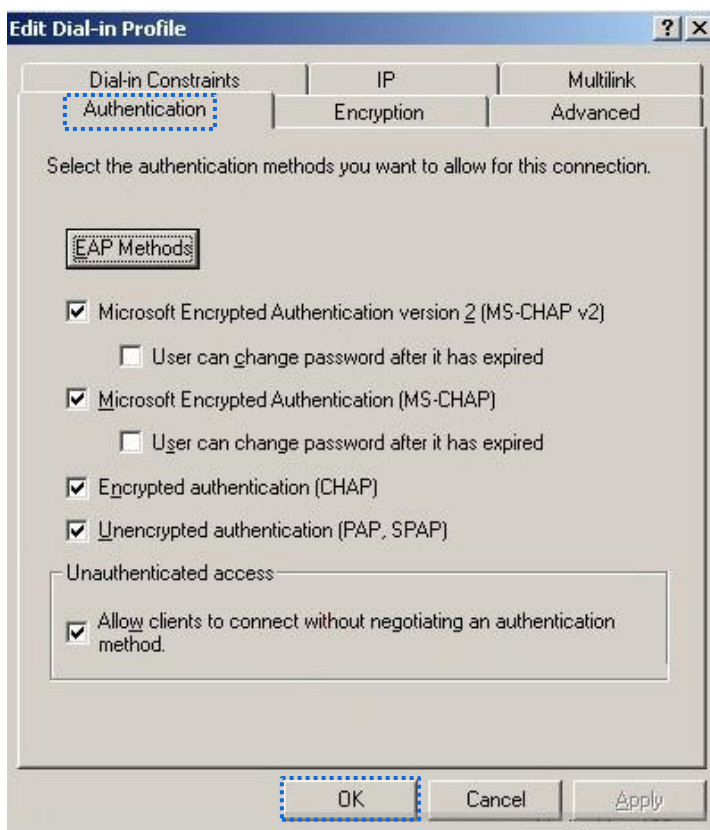 Edit Dial-in Profile
Dial-in Constraints IP Multilink
Authentication Encryption Advanced
Select the authentication methods you want to allow for this connection.
EAP Methods
Microsoft Encrypted Authentication version 2 (MS-CHAP v2)
User can change password after it has expired
Microsoft Encrypted Authentication (MS-CHAP)
User can change password after it has expired
Encrypted authentication (CHAP)
Unencrypted authentication (PAP, SPAP)
Unauthenticated access
Allow clients to connect without negotiating an authentication
method.
OK Cancel Apply